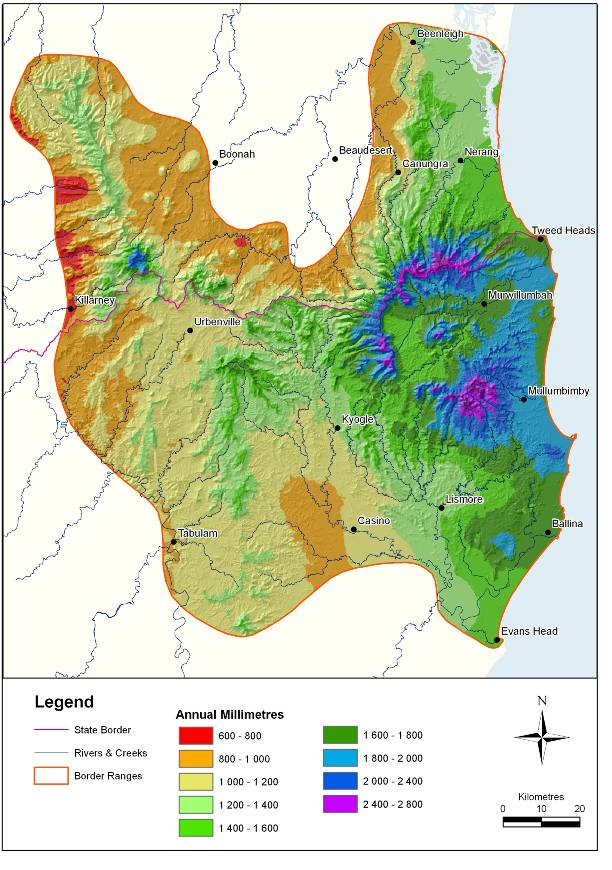 Beenleigh
Boonah
Beaudesert
Nerang
Canungra
Tweed Heads
Killarney
Murwillumbah
Urbenville
Mullumbimby
Kyogle
Lismore
Casino
Ballina
Tabulam
Evans Head
Legend
State Border
Rivers & Creeks
Border Ranges
Annual Millimetres
600 - 800
800 - 1 000
1 000 - 1 200
1 200 - 1 400
1 400 - 1 600
1 600 - 1 800
1 800 - 2 000
2 000 - 2 400
2 400 - 2 800
N
Kilometres
0 10 20